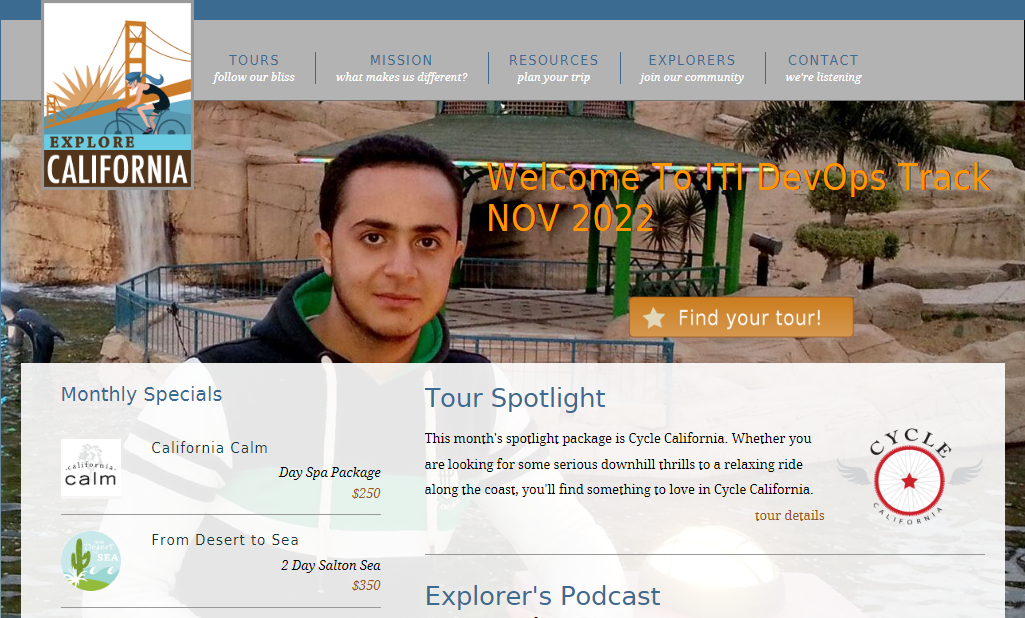 EXPLORE
CALIFORNIA
TOURS
follow our bliss
MISSION
what makes us different?
RESOURCES
plan your trip
EXPLORERS
join our community
CONTACT
we're listening
Welcome To ITI DevOps Track
NOV 2022
Find your tour!
Monthly Specials
california
calm
California Calm
Day Spa Package
$250
Desert
SEA
From Desert to Sea
2 Day Salton Sea
$350
Tour Spotlight
This month's spotlight package is Cycle California. Whether you
are looking for some serious downhill thrills to a relaxing ride
along the coast, you'll find something to love in Cycle California.
tour details
CYCLE
CALIFORNIA
Explorer's Podcast